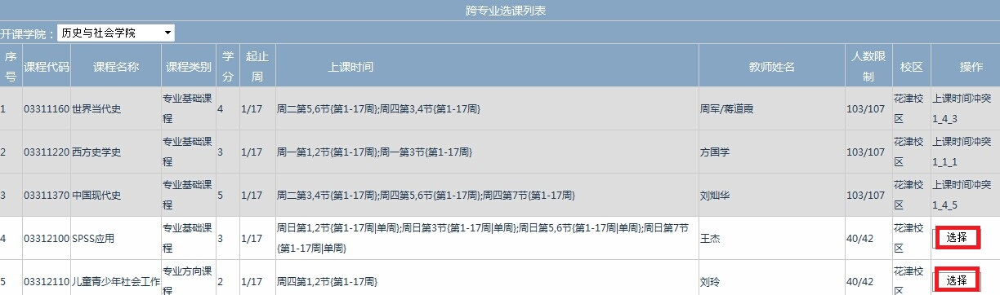 跨专业选课列表
开课学院：历史与社会学院
序号 课程代码 课程名称 课程类别 学分 起止周 上课时间 教师姓名 人数限制 校区 操作
1 03311160 世界当代史 专业基础课程 4 1/17 周二第5,6节{第1-17周};周四第3,4节{第1-17周} 周军/蒋道霞 103/107 花津校区 上课时间冲突1_4_3
2 03311220 西方史学史 专业基础课程 3 1/17 周一第1,2节{第1-17周};周一第3节{第1-17周} 方国学 103/107 花津校区 上课时间冲突1_1_1
3 03311370 中国现代史 专业基础课程 5 1/17 周二第3,4节{第1-17周};周四第5,6节{第1-17周};周四第7节{第1-17周} 刘灿华 103/107 花津校区 上课时间冲突1_4_5
4 03312100 SPSS应用 专业基础课程 3 1/17 周日第1,2节{第1-17周|单周};周日第3节{第1-17周|单周};周日第5,6节{第1-17周|单周};周日第7节{第1-17周|单周} 王杰 40/42 花津校区 选择
5 03312110 儿童青少年社会工作 专业方向课程 2 1/17 周四第1,2节{第1-17周} 刘玲 40/42 花津校区 选择